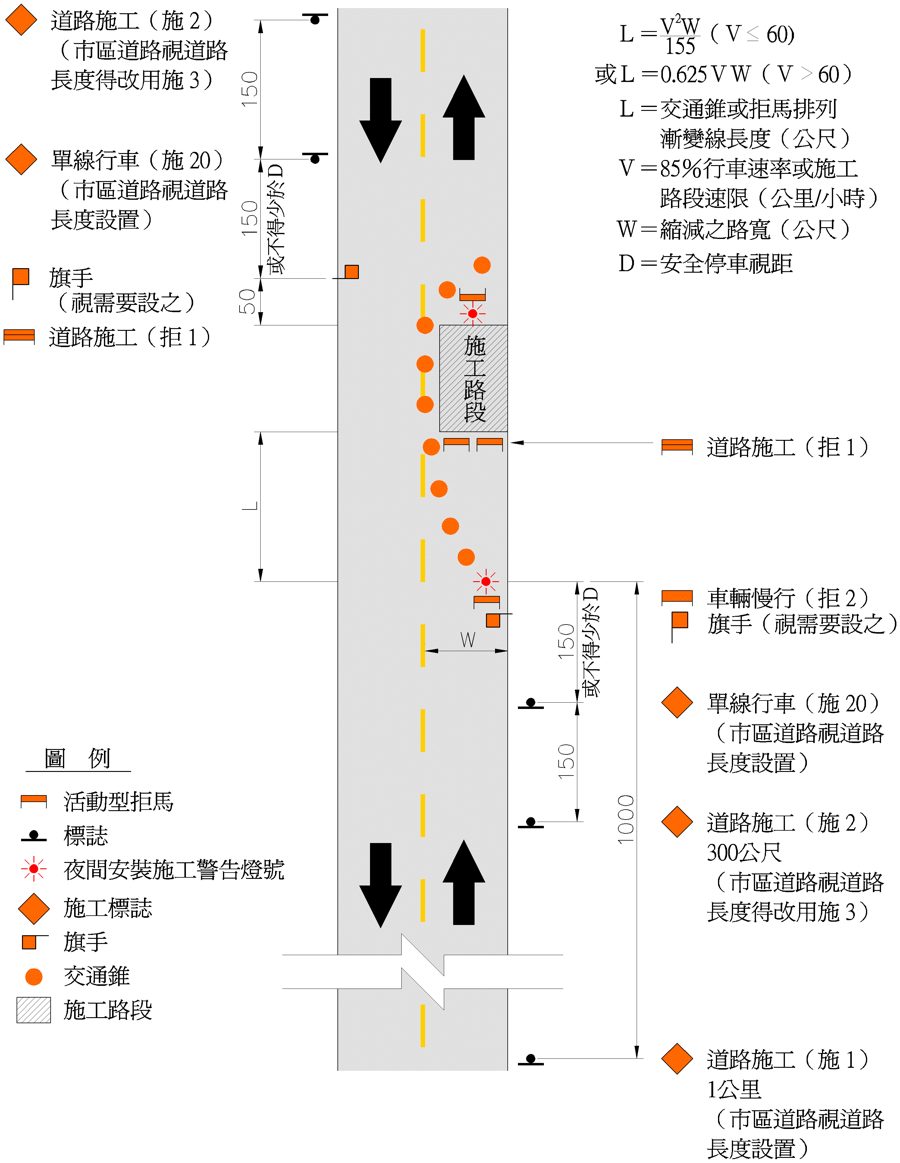 道路施工（施2）
（市區道路視道路
長度得改用施3）
150
單線行車（施20）
（市區道路視道路
長度設置）
150
或不得少於D
旗手
（視需要設之）
50
道路施工（拒1）
L＝V²W/155（V≤60)
或L＝0.625VW（V>60）
L＝交通錐或拒馬排列
漸變線長度（公尺）
V＝85%行車速率或施工
路段速限（公里/小時）
W＝縮減之路寬（公尺）
D＝安全停車視距
施工路段
道路施工（拒1）
L
W
150
或不得少於D
150
1000
車輛慢行（拒2）
旗手（視需要設之）
單線行車（施20）
（市區道路視道路
長度設置）
道路施工（施2）
300公尺
（市區道路視道路
長度得改用施3）
道路施工（施1）
1公里
（市區道路視道路
長度設置）
圖 例
活動型拒馬
標誌
夜間安裝施工警告燈號
施工標誌
旗手
交通錐
施工路段